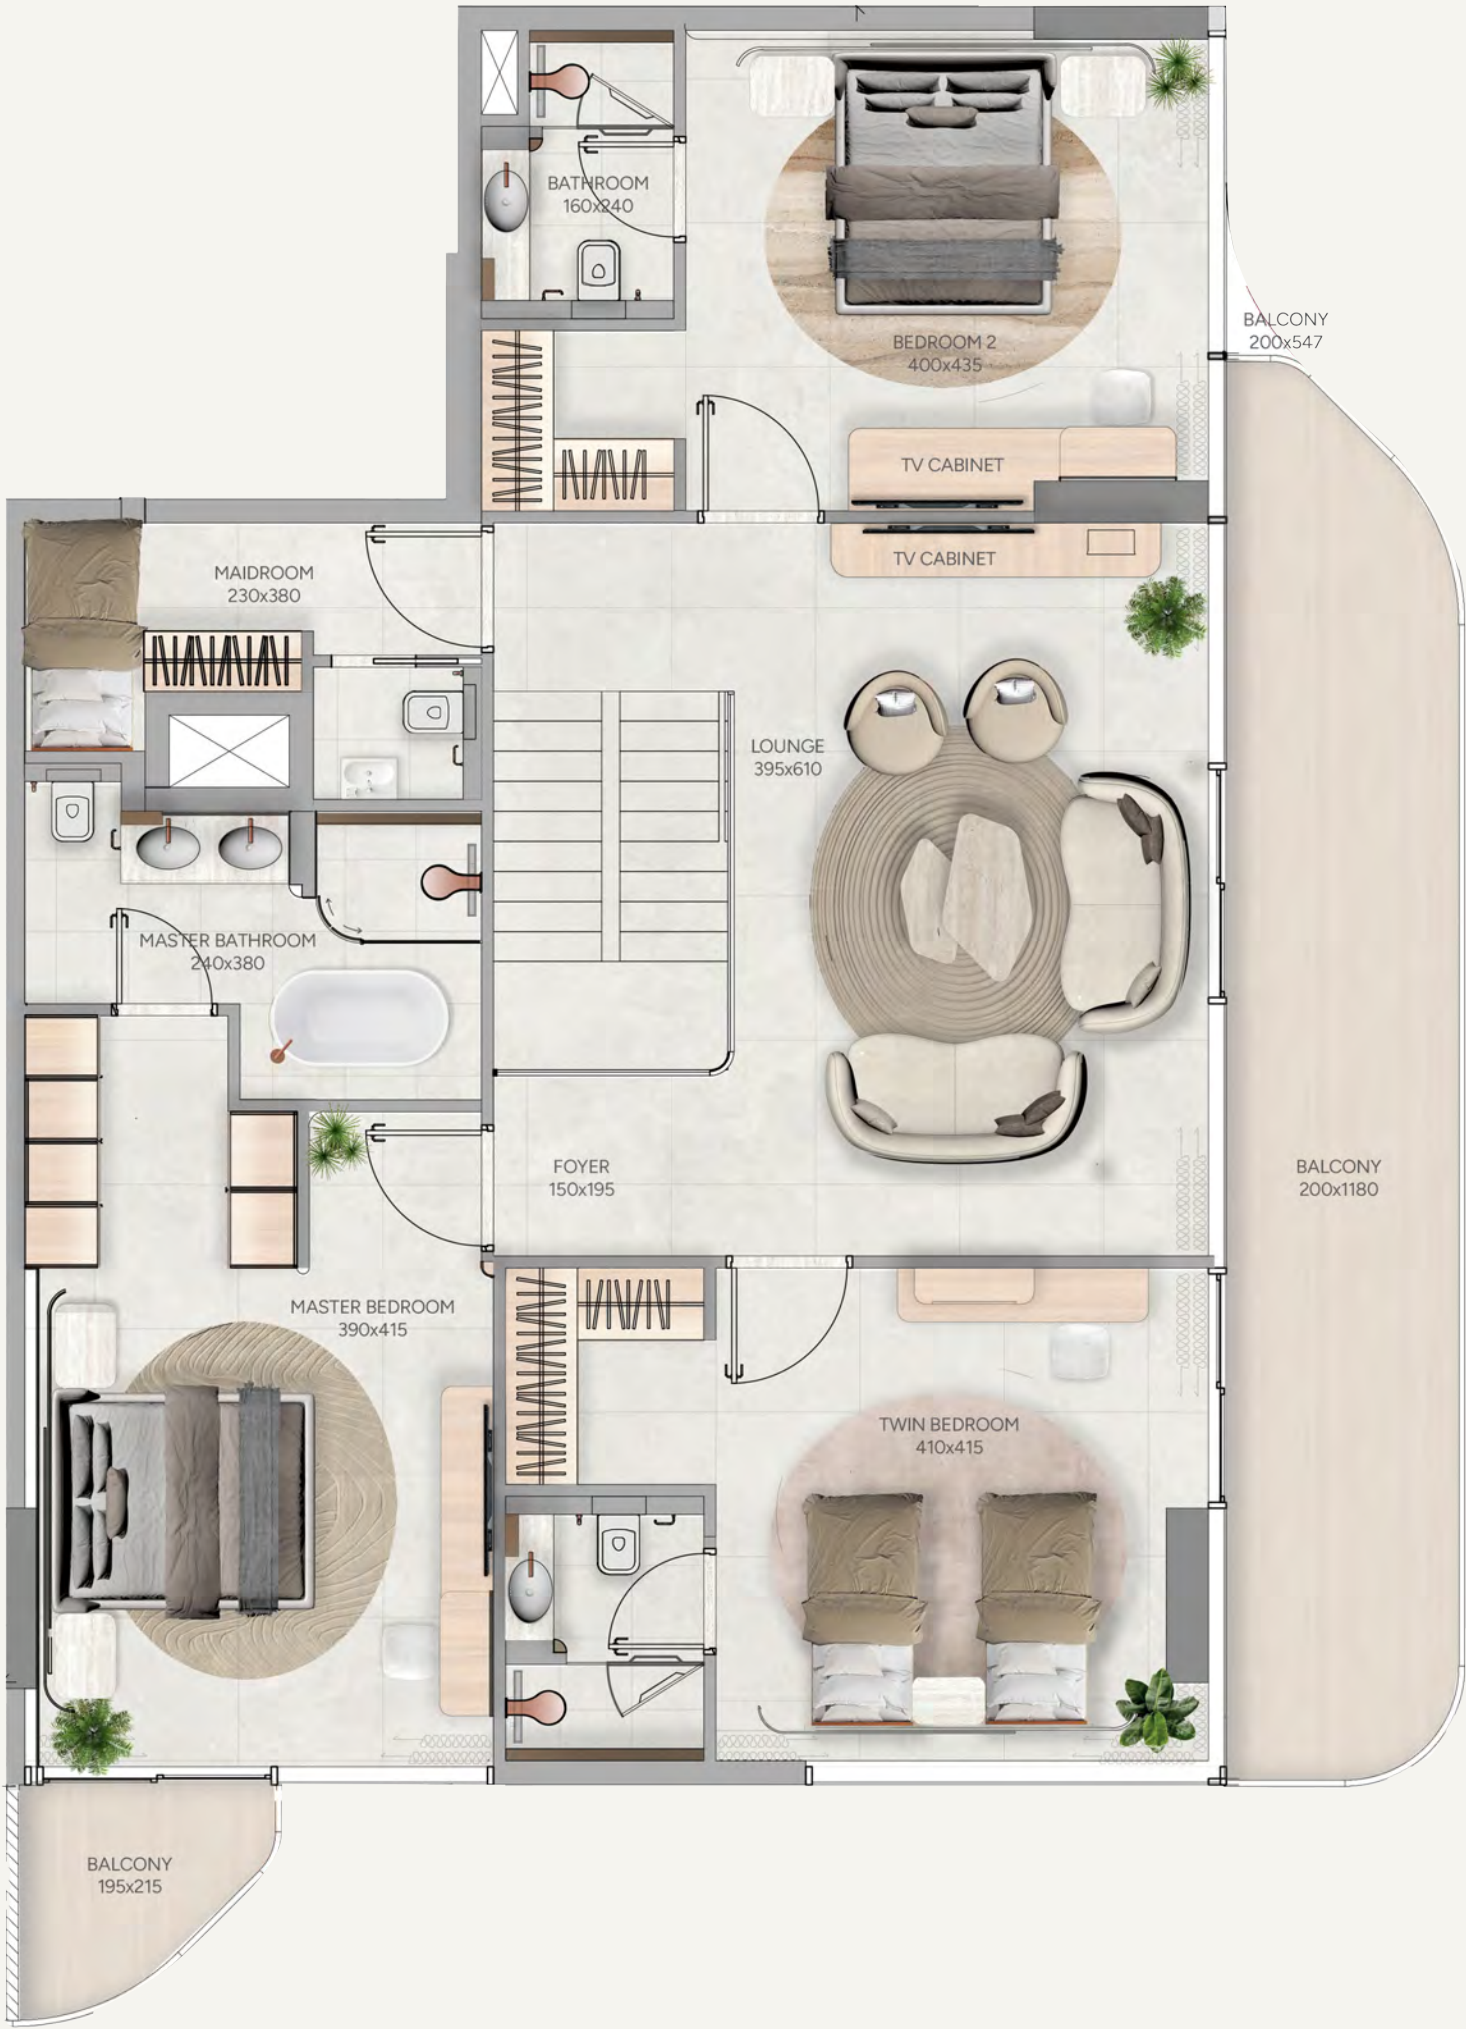 BATHROOM
160x240
BEDROOM 2
400x435
BALCONY
200x547
TV CABINET
TV CABINET
MAIDROOM
230x380
LOUNGE
395x610
MASTER BATHROOM
240x380
FOYER
150x195
BALCONY
200x1180
MASTER BEDROOM
390x415
TWIN BEDROOM
410x415
BALCONY
195x215